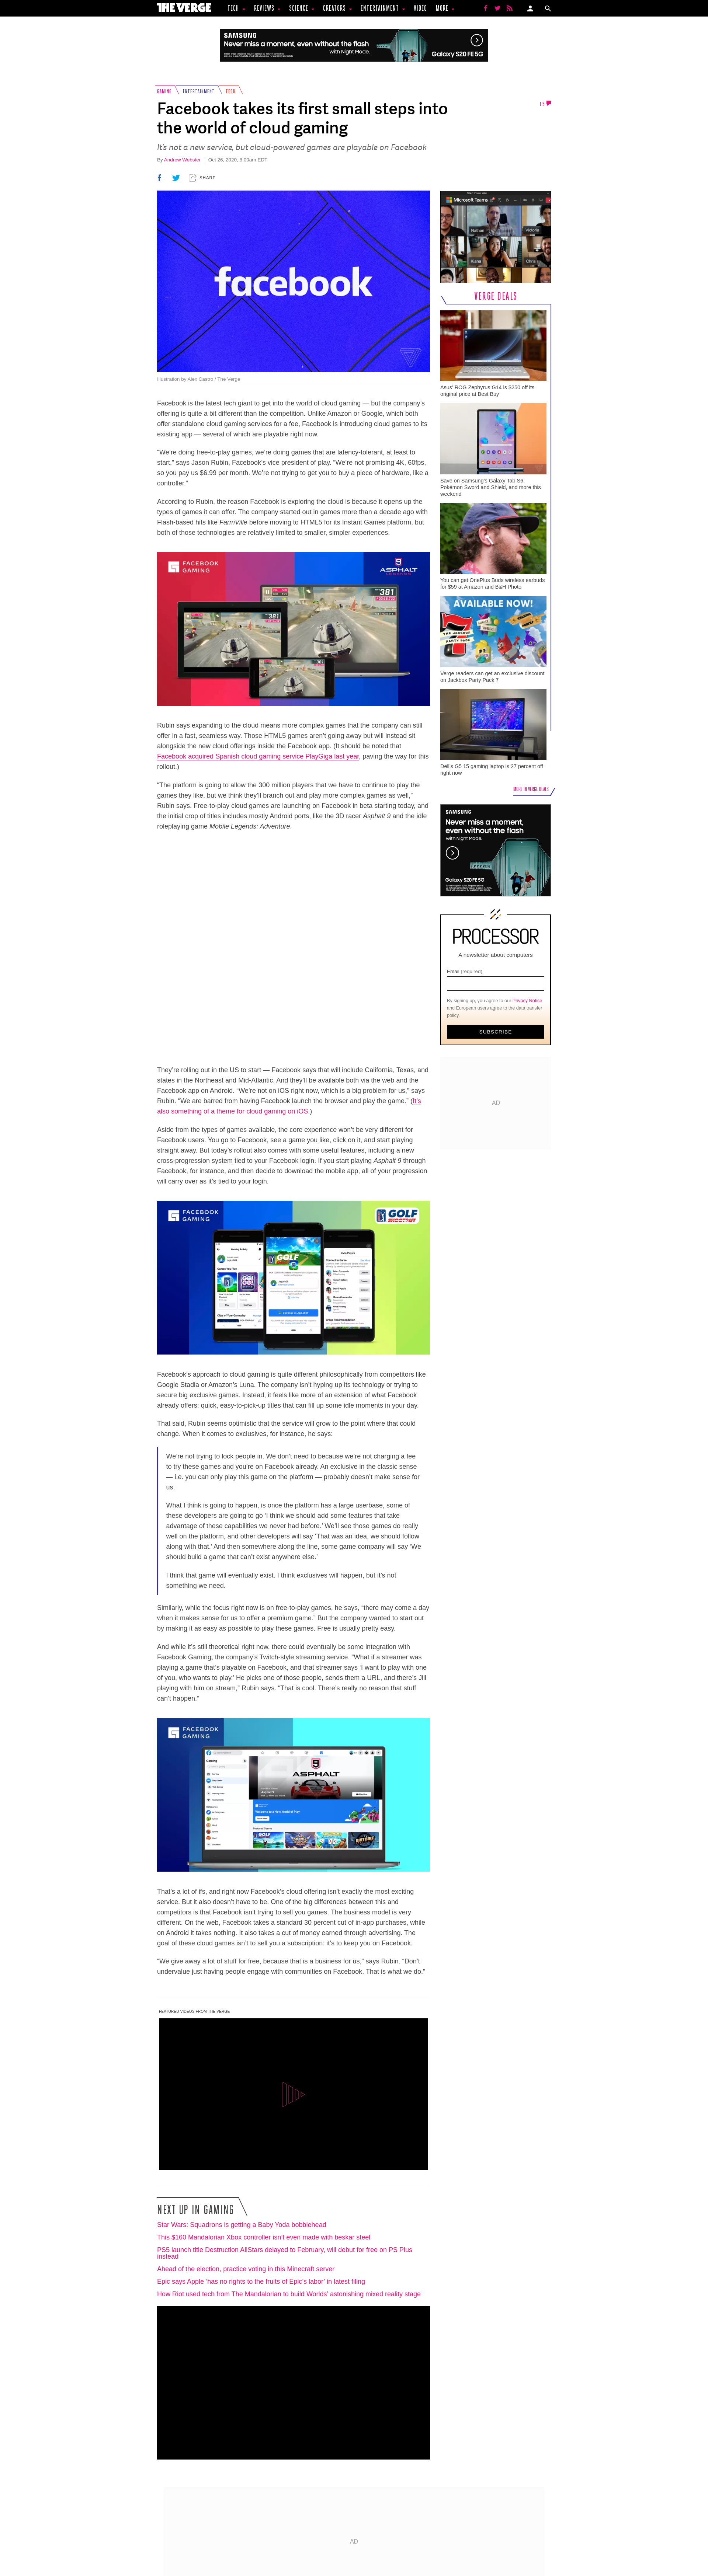 THE VERGE
TECH
REVIEWS
SCIENCE
CREATORS
ENTERTAINMENT
VIDEO
MORE
SAMSUNG
Never miss a moment, even without the flash
with Night Mode.
Galaxy S20 FE 5G
GAMING
ENTERTAINMENT
TECH
Facebook takes its first small steps into
the world of cloud gaming
15
It's not a new service, but cloud-powered games are playable on Facebook
By Andrew Webster | Oct 26, 2020, 8:00am EDT
SHARE
facebook
Illustration by Alex Castro / The Verge
Facebook is the latest tech giant to get into the world of cloud gaming — but the company's
offering is quite a bit different than the competition. Unlike Amazon or Google, which both
offer standalone cloud gaming services for a fee, Facebook is introducing cloud games to its
existing app — several of which are playable right now.
"We're doing free-to-play games, we're doing games that are latency-tolerant, at least to
start," says Jason Rubin, Facebook's vice president of play. "We're not promising 4K, 60fps,
so you pay us $6.99 per month. We're not trying to get you to buy a piece of hardware, like a
controller."
According to Rubin, the reason Facebook is exploring the cloud is because it opens up the
types of games it can offer. The company started out in games more than a decade ago with
Flash-based hits like FarmVille before moving to HTML5 for its Instant Games platform, but
both of those technologies are relatively limited to smaller, simpler experiences.
FACEBOOK
GAMING
ASPHALT
381
Rubin says expanding to the cloud means more complex games that the company can still
offer in a fast, seamless way. Those HTML5 games aren't going away but will instead sit
alongside the new cloud offerings inside the Facebook app. (It should be noted that
Facebook acquired Spanish cloud gaming service PlayGiga last year, paving the way for this
rollout.)
"The platform is going to allow the 300 million players that we have to continue to play the
games they play, but we think they'll branch out and play more complex games as well,"
Rubin says. Free-to-play cloud games are launching on Facebook in beta starting today, and
the initial crop of titles includes mostly Android ports, like the 3D racer Asphalt 9 and the idle
roleplaying game Mobile Legends: Adventure.
They're rolling out in the US to start — Facebook says that will include California, Texas, and
states in the Northeast and Mid-Atlantic. And they'll be available both via the web and the
Facebook app on Android. "We're not on iOS right now, which is a big problem for us," says
Rubin. "We are barred from having Facebook launch the browser and play the game." (It's
also something of a theme for cloud gaming on iOS.)
Aside from the types of games available, the core experience won't be very different for
Facebook users. You go to Facebook, see a game you like, click on it, and start playing
straight away. But today's rollout also comes with some useful features, including a new
cross-progression system tied to your Facebook login. If you start playing Asphalt 9 through
Facebook, for instance, and then decide to download the mobile app, all of your progression
will carry over as it's tied to your login.
FACEBOOK
GAMING
GOLF
SHOOTOUT
Facebook's approach to cloud gaming is quite different philosophically from competitors like
Google Stadia or Amazon's Luna. The company isn't hyping up its technology or trying to
secure big exclusive games. Instead, it feels like more of an extension of what Facebook
already offers: quick, easy-to-pick-up titles that can fill up some idle moments in your day.
That said, Rubin seems optimistic that the service will grow to the point where that could
change. When it comes to exclusives, for instance, he says:
We're not trying to lock people in. We don't need to because we're not charging a fee
to try these games and you're on Facebook already. An exclusive in the classic sense
— i.e. you can only play this game on the platform — probably doesn't make sense for
us.
What I think is going to happen, is once the platform has a large userbase, some of
these developers are going to go 'I think we should add some features that take
advantage of these capabilities we never had before.' We'll see those games do really
well on the platform, and other developers will say 'That was an idea, we should follow
along with that.' And then somewhere along the line, some game company will say 'We
should build a game that can't exist anywhere else.'
I think that game will eventually exist. I think exclusives will happen, but it's not
something we need.
Similarly, while the focus right now is on free-to-play games, he says, "there may come a day
when it makes sense for us to offer a premium game." But the company wanted to start out
by making it as easy as possible to play these games. Free is usually pretty easy.
And while it's still theoretical right now, there could eventually be some integration with
Facebook Gaming, the company's Twitch-style streaming service. "What if a streamer was
playing a game that's playable on Facebook, and that streamer says 'I want to play with one
of you, who wants to play.' He picks one of those people, sends them a URL, and there's Jill
playing with him on stream," Rubin says. "That is cool. There's really no reason that stuff
can't happen."
FACEBOOK
GAMING
ASPHALT
That's a lot of ifs, and right now Facebook's cloud offering isn't exactly the most exciting
service. But it also doesn't have to be. One of the big differences between this and
competitors is that Facebook isn't trying to sell you games. The business model is very
different. On the web, Facebook takes a standard 30 percent cut of in-app purchases, while
on Android it takes nothing. It also takes a cut of money earned through advertising. The
goal of these cloud games isn't to sell you a subscription: it's to keep you on Facebook.
"We give away a lot of stuff for free, because that is a business for us," says Rubin. "Don't
undervalue just having people engage with communities on Facebook. That is what we do."
FEATURED VIDEOS FROM THE VERGE
NEXT UP IN GAMING
Star Wars: Squadrons is getting a Baby Yoda bobblehead
This $160 Mandalorian Xbox controller isn't even made with beskar steel
PS5 launch title Destruction AllStars delayed to February, will debut for free on PS Plus
instead
Ahead of the election, practice voting in this Minecraft server
Epic says Apple 'has no rights to the fruits of Epic's labor' in latest filing
How Riot used tech from The Mandalorian to build Worlds' astonishing mixed reality stage
Microsoft Teams
VERGE DEALS
Asus' ROG Zephyrus G14 is $250 off its
original price at Best Buy
Save on Samsung's Galaxy Tab S6,
Pokémon Sword and Shield, and more this
weekend
You can get OnePlus Buds wireless earbuds
for $59 at Amazon and B&H Photo
AVAILABLE NOW!
Verge readers can get an exclusive discount
on Jackbox Party Pack 7
Dell's G5 15 gaming laptop is 27 percent off
right now
MORE IN VERGE DEALS
SAMSUNG
Never miss a moment,
even without the flash
with Night Mode.
Galaxy S20 FE 5G
PROCESSOR
A newsletter about computers
Email (required)
By signing up, you agree to our Privacy Notice
and European users agree to the data transfer
policy.
SUBSCRIBE
AD
AD